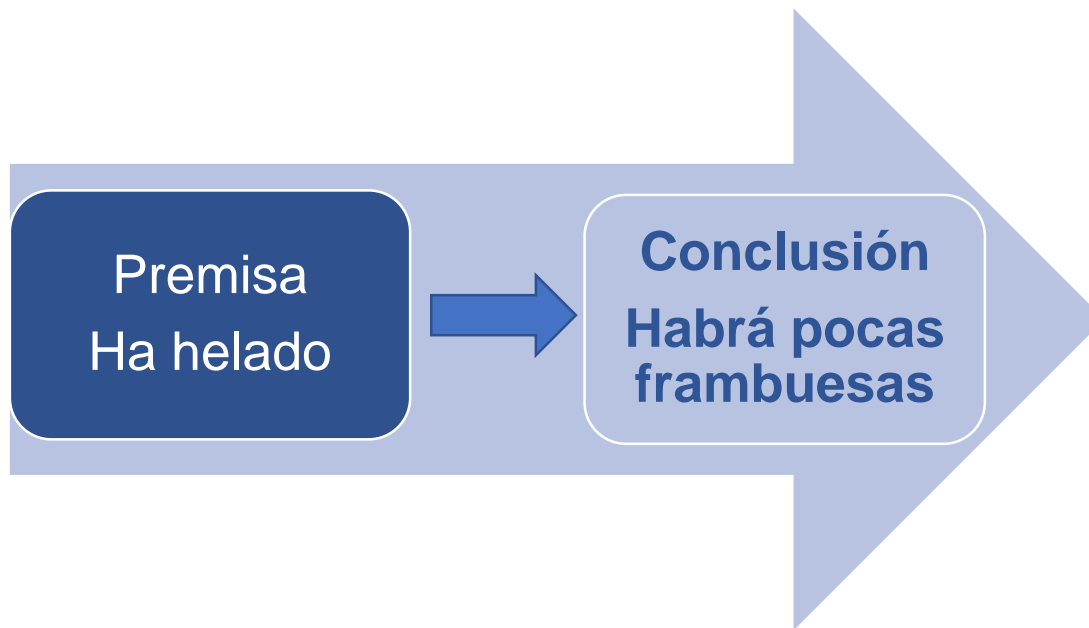 Premisa
Ha helado
Conclusión
Habrá pocas
frambuesas